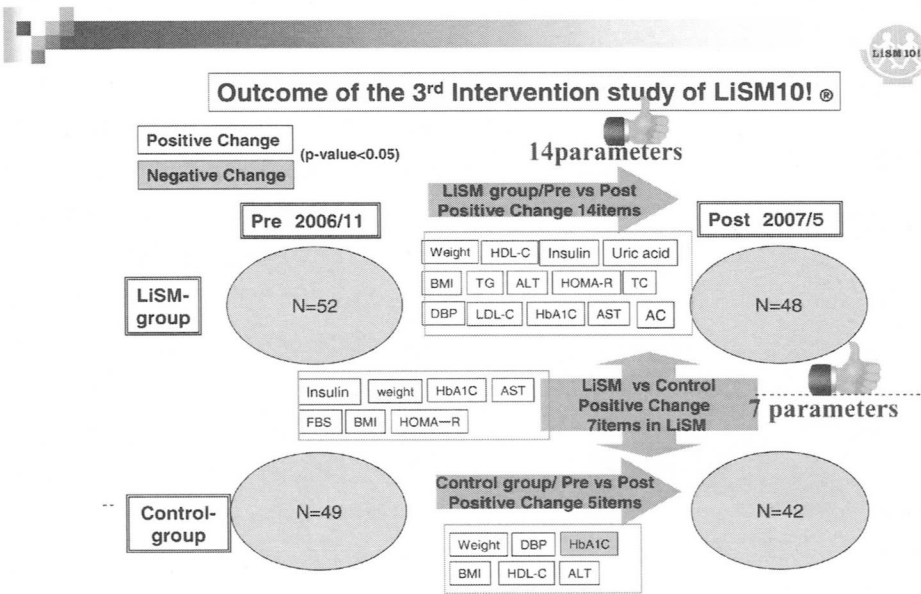 LiSM 10!
Outcome of the 3rd Intervention study of LiSM10! ®
Positive Change
(p-value<0.05)
Negative Change
14parameters
LiSM group/Pre vs Post
Positive Change 14items
Pre 2006/11
Post 2007/5
Weight HDL-C Insulin Uric acid
BMI TG ALT HOMA-R TC
DBP LDL-C HbA1C AST AC
LiSM-
group
N=52
N=48
Insulin weight HbA1C AST
FBS BMI HOMA—R
LiSM vs Control
Positive Change
7items in LiSM
7 parameters
Control group/ Pre vs Post
Positive Change 5items
Control-
group
N=49
N=42
Weight DBP HbA1C
BMI HDL-C ALT